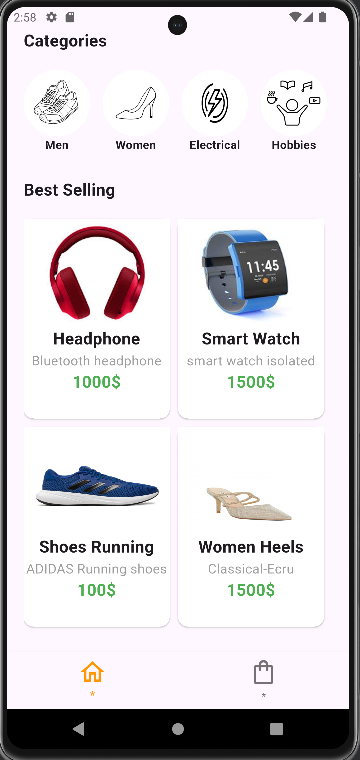 2:58
Categories
Men Women Electrical Hobbies
Best Selling
11:45
Headphone Smart Watch
Bluetooth headphone smart watch isolated
1000$ 1500$
Shoes Running Women Heels
ADIDAS Running shoes Classical-Ecru
100$ 1500$
* *